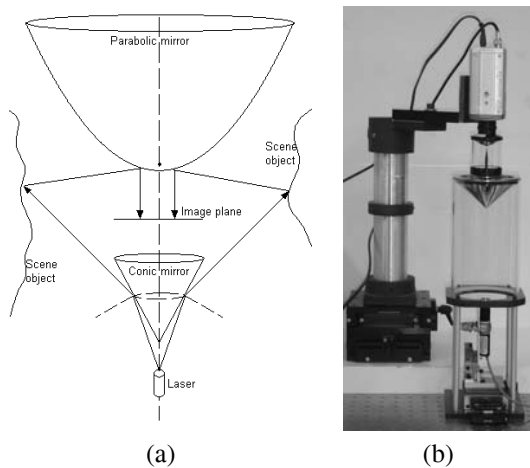 Parabolic mirror
Scene
object
Image plane
Scene
object
Conic mirror
Laser
(a)
(b)